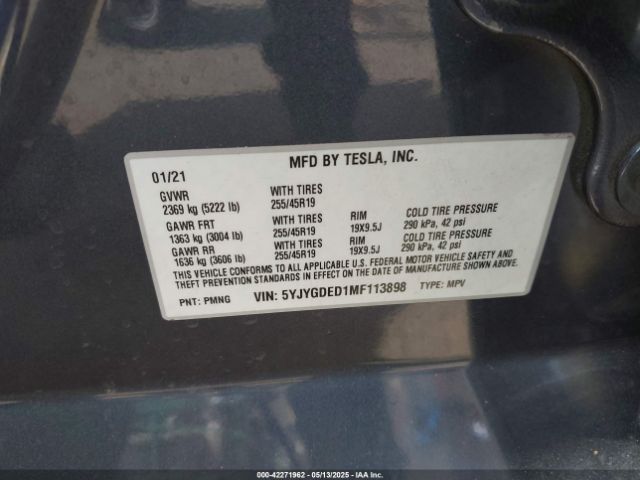 MFD BY TESLA, INC.
01/21
GVWR WITH TIRES
2369 kg (5222 lb) 255/45R19
GAWR FRT WITH TIRES RIM COLD TIRE PRESSURE
1363 kg (3004 lb) 255/45R19 19X9.5J 290 kPa, 42 psi
GAWR RR WITH TIRES RIM COLD TIRE PRESSURE
1636 kg (3606 lb) 255/45R19 19X9.5J 290 kPa, 42 psi
THIS VEHICLE CONFORMS TO ALL APPLICABLE U.S. FEDERAL MOTOR VEHICLE SAFETY AND
THEFT PREVENTION STANDARDS IN EFFECT ON THE DATE OF MANUFACTURE SHOWN ABOVE.
PNT: PMNG VIN: 5YJYGDED1MF113898 TYPE: MPV
000-42271962 - 05/13/2025 - IAA Inc.